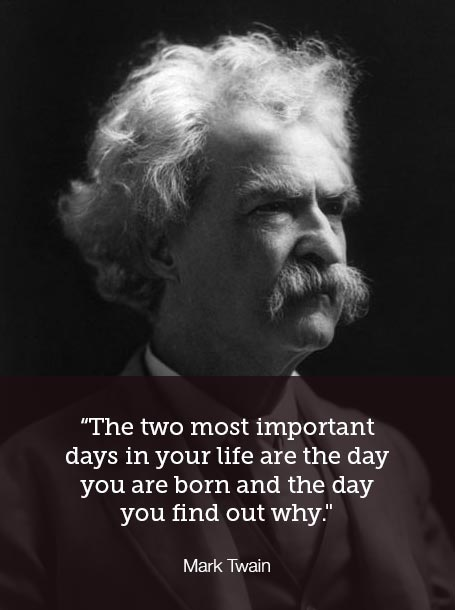 “The two most important
days in your life are the day
you are born and the day
you find out why."
Mark Twain